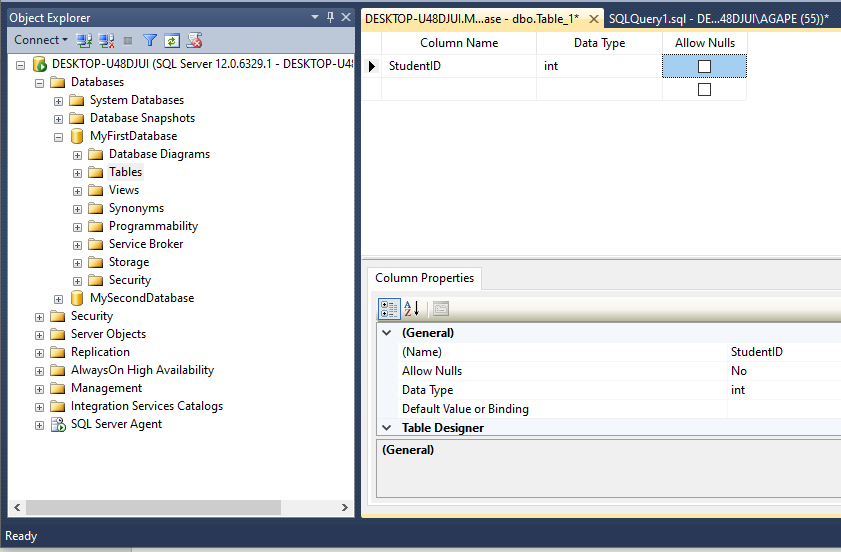 Object Explorer
Connect
DESKTOP-U48DJUI (SQL Server 12.0.6329.1 - DESKTOP-U48
Databases
System Databases
Database Snapshots
MyFirstDatabase
Database Diagrams
Tables
Views
Synonyms
Programmability
Service Broker
Storage
Security
MySecondDatabase
Security
Server Objects
Replication
AlwaysOn High Availability
Management
Integration Services Catalogs
SQL Server Agent
DESKTOP-U48DJUI.M...ase - dbo.Table_1* SQLQuery1.sql - DE...48DJUI\AGAPE (55))*
Column Name Data Type Allow Nulls
StudentID int
Column Properties
(General)
(Name) StudentID
Allow Nulls No
Data Type int
Default Value or Binding
Table Designer
(General)
Ready